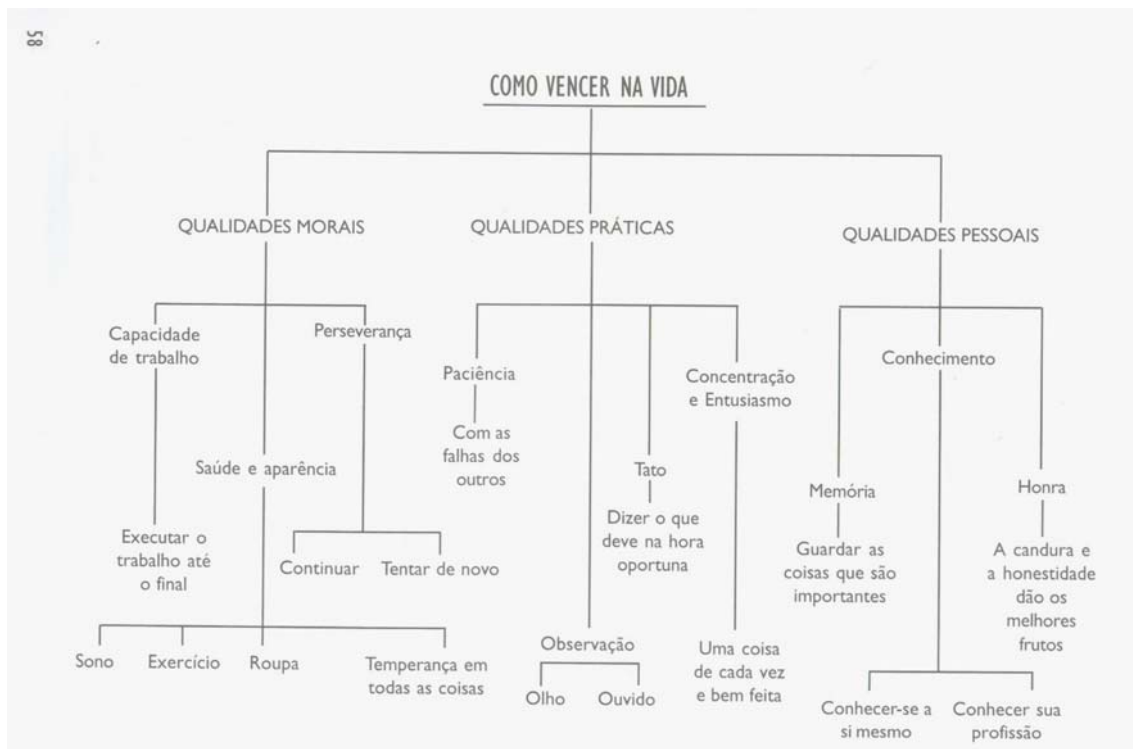 58
COMO VENCER NA VIDA
QUALIDADES MORAIS
QUALIDADES PRÁTICAS
QUALIDADES PESSOAIS
Capacidade
de trabalho
Executar o
trabalho até
o final
Saúde e aparência
Sono
Exercício
Roupa
Temperança em
todas as coisas
Perseverança
Continuar
Tentar de novo
Paciência
Com as
falhas dos
outros
Observação
Olho
Ouvido
Tato
Dizer o que
deve na hora
oportuna
Concentração
e Entusiasmo
Uma coisa
de cada vez
e bem feita
Memória
Guardar as
coisas que são
importantes
Conhecimento
Conhecer-se a
si mesmo
Conhecer sua
profissão
Honra
A candura e
a honestidade
dão os
melhores
frutos